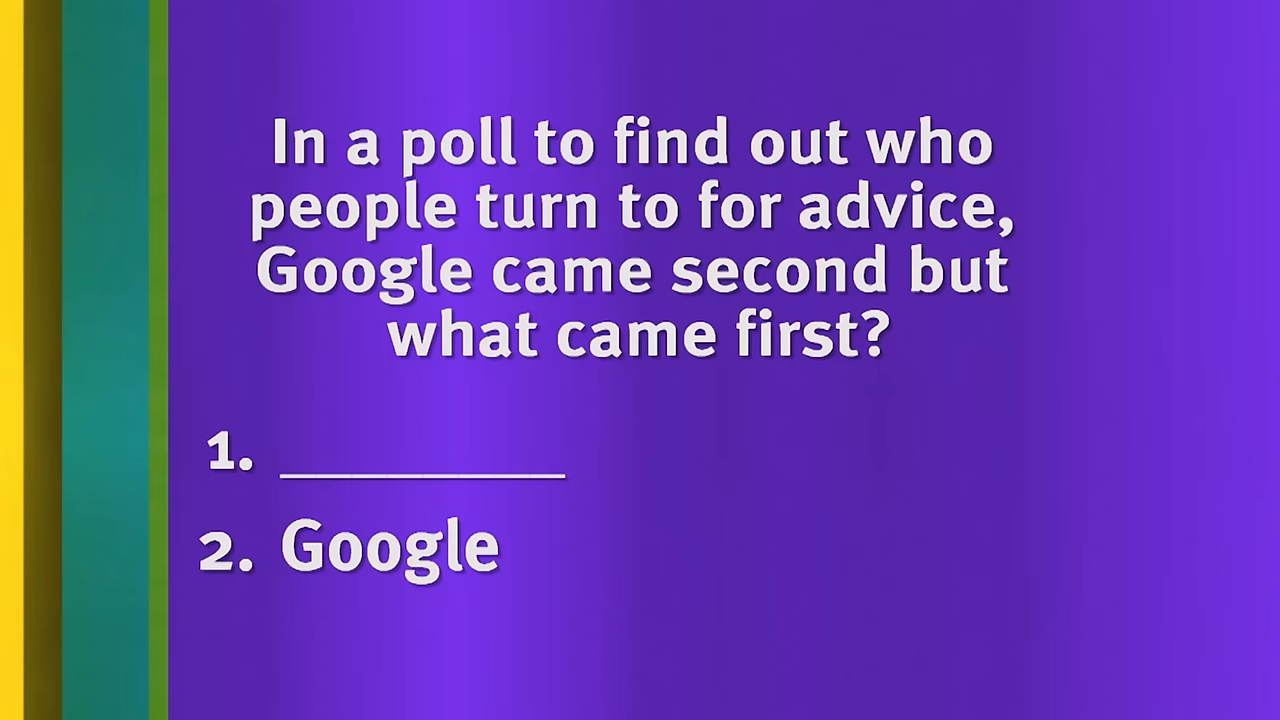 In a poll to find out who
people turn to for advice,
Google came second but
what came first?
1. ____________
2. Google